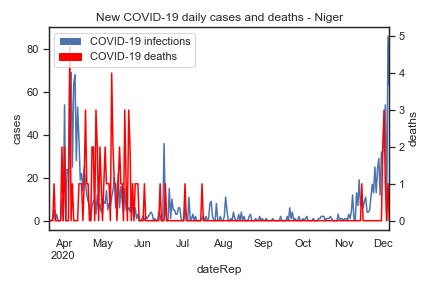 New COVID-19 daily cases and deaths - Niger
COVID-19 infections
COVID-19 deaths
cases
80
60
40
20
0
deaths
5
4
3
2
1
0
Apr May Jun Jul Aug Sep Oct Nov Dec
2020
dateRep